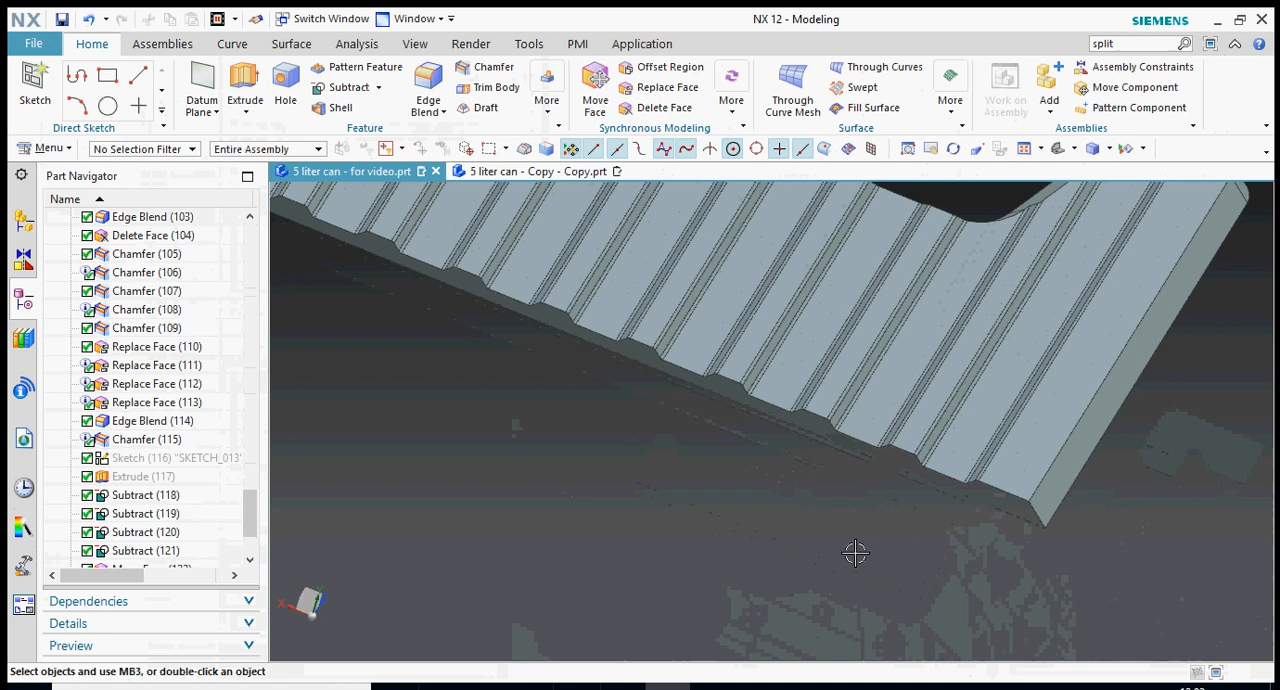 NX
Switch Window
Window
NX 12 - Modeling
SIEMENS
File
Home
Assemblies
Curve
Surface
Analysis
View
Render
Tools
PMI
Application
split
Sketch
Direct Sketch
Datum Plane
Extrude
Hole
Pattern Feature
Subtract
Shell
Edge Blend
Chamfer
Trim Body
Draft
More
Feature
Move Face
Offset Region
Replace Face
Delete Face
More
Synchronous Modeling
Through Curve Mesh
Through Curves
Swept
Fill Surface
More
Surface
Work on Assembly
Add
Assembly Constraints
Move Component
Pattern Component
Assemblies
Menu
No Selection Filter
Entire Assembly
Part Navigator
5 liter can - for video.prt
5 liter can - Copy - Copy.prt
Name
Edge Blend (103)
Delete Face (104)
Chamfer (105)
Chamfer (106)
Chamfer (107)
Chamfer (108)
Chamfer (109)
Replace Face (110)
Replace Face (111)
Replace Face (112)
Replace Face (113)
Edge Blend (114)
Chamfer (115)
Sketch (116) "SKETCH_013"
Extrude (117)
Subtract (118)
Subtract (119)
Subtract (120)
Subtract (121)
Dependencies
Details
Preview
X
Select objects and use MB3, or double-click an object